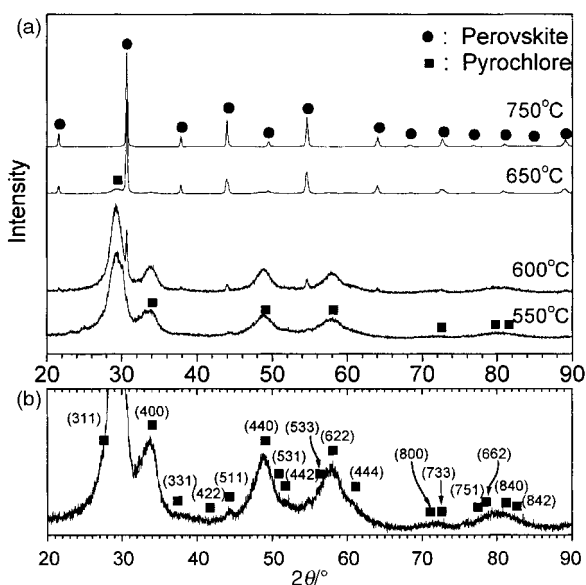 (a)
● : Perovskite
■ : Pyrochlore
750°C
650°C
600°C
550°C
Intensity
20 30 40 50 60 70 80 90
(b)
(311)
(400)
(331)
(422)
(511)
(440)
(531)
(442)
(533)
(622)
(444)
(800)
(733)
(751)
(662)
(840)
(842)
20 30 40 50 60 70 80 90
2θ/°